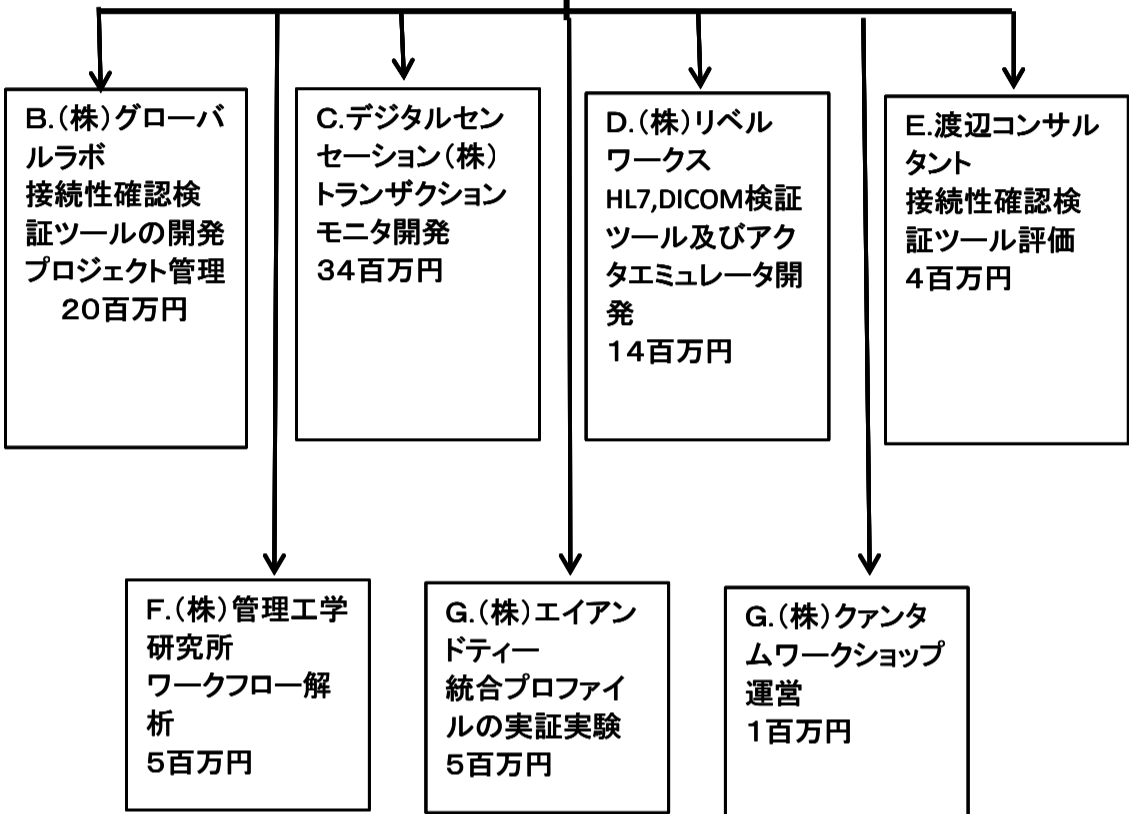 B.(株)グローバ
ルラボ
接続性確認検
証ツールの開発
プロジェクト管理
20百万円
C.デジタルセン
セーション(株)
トランザクション
モニタ開発
34百万円
D.(株)リベル
ワークス
HL7,DICOM検証
ツール及びアク
タエミュレータ開
発
14百万円
E.渡辺コンサル
タント
接続性確認検
証ツール評価
4百万円
F.(株)管理工学
研究所
ワークフロー解
析
5百万円
G.(株)エイアン
ドティー
統合プロファイ
ルの実証実験
5百万円
G.(株)クァンタ
ムワークショップ
運営
1百万円